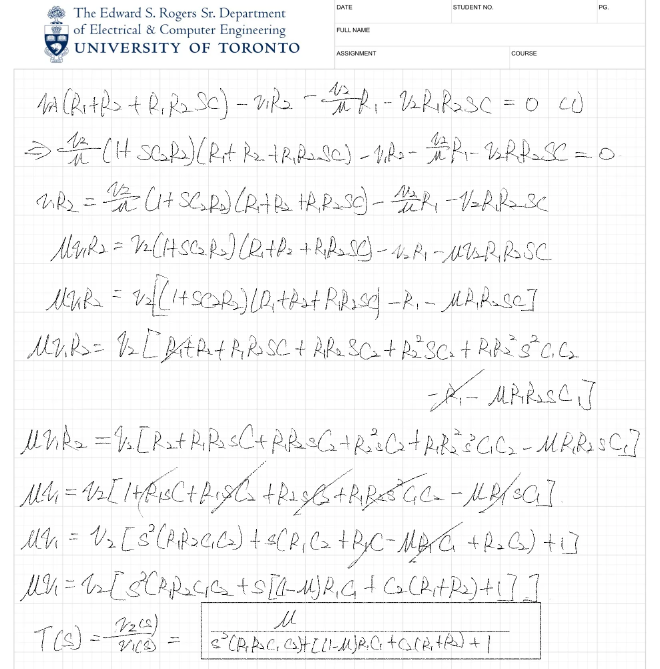 The Edward S. Rogers Sr. Department
of Electrical & Computer Engineering
UNIVERSITY OF TORONTO
DATE STUDENT NO. PG.
FULL NAME
ASSIGNMENT COURSE
VA(R₁+R₂+R₁R₂SC) - V₁R₂ - V₂/μ R₁ - V₂R₁R₂SC = 0 (1)
⇒ V₂/μ (1+SC₂R₂)(R₁+R₂+R₁R₂SC) - V₁R₂ - V₂/μ R₁ - V₂R₁R₂SC = 0
V₁R₂ = V₂/μ (1+SC₂R₂)(R₁+R₂+R₁R₂SC) - V₂/μ R₁ - V₂R₁R₂SC
μV₁R₂ = V₂(1+SC₂R₂)(R₁+R₂+R₁R₂SC) - V₂R₁ - μV₂R₁R₂SC
μV₁R₂ = V₂[(1+SC₂R₂)(R₁+R₂+R₁R₂SC) - R₁ - μR₁R₂SC]
μV₁R₂ = V₂[R₁+R₂+R₁R₂SC+R₁R₂SC₂+R₂²SC₂+R₁R₂²S²C₁C₂
-R₁-μR₁R₂SC₁]
μV₁R₂ = V₂[R₂+R₁R₂SC+R₁R₂SC₂+R₂²SC₂+R₁R₂²S²C₁C₂-μR₁R₂SC₁]
μV₁ = V₂[1+R₁SC+R₁SC₂+R₂SC₂+R₁R₂S²C₁C₂-μR₁SC₁]
μV₁ = V₂[S²(R₁R₂C₁C₂)+S(R₁C₂+R₁C-μR₁C₁+R₂C₂)+1]
μV₁ = V₂[S²(R₁R₂C₁C₂+S[(1-μ)R₁C₁+C₂(R₁+R₂)+1]]
T(S) = V₂(S)/V₁(S) = μ / S²(R₁R₂C₁C₂)+[(1-μ)R₁C₁+C₂(R₁+R₂)+1